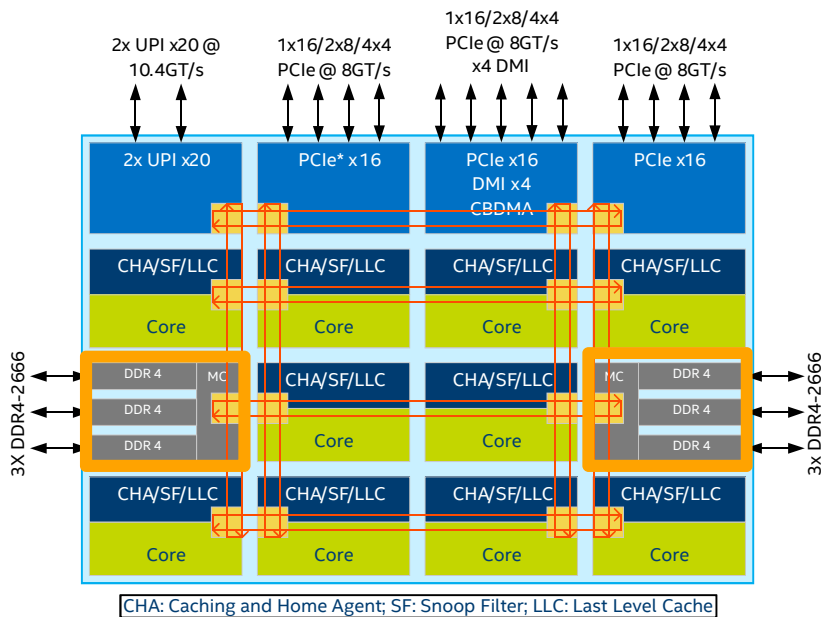 2x UPI x20 @
10.4GT/s
1x16/2x8/4x4
PCIe @ 8GT/s
1x16/2x8/4x4
PCIe @ 8GT/s
x4 DMI
1x16/2x8/4x4
PCIe @ 8GT/s
2x UPI x20
PCIe* x16
PCIe x16
DMI x4
CBDMA
PCIe x16
CHA/SF/LLC
CHA/SF/LLC
CHA/SF/LLC
CHA/SF/LLC
Core
Core
Core
Core
3X DDR4-2666
DDR 4
MC
DDR 4
DDR 4
CHA/SF/LLC
CHA/SF/LLC
Core
Core
MC
DDR 4
DDR 4
DDR 4
3x DDR4-2666
CHA/SF/LLC
CHA/SF/LLC
CHA/SF/LLC
CHA/SF/LLC
Core
Core
Core
Core
CHA: Caching and Home Agent; SF: Snoop Filter; LLC: Last Level Cache